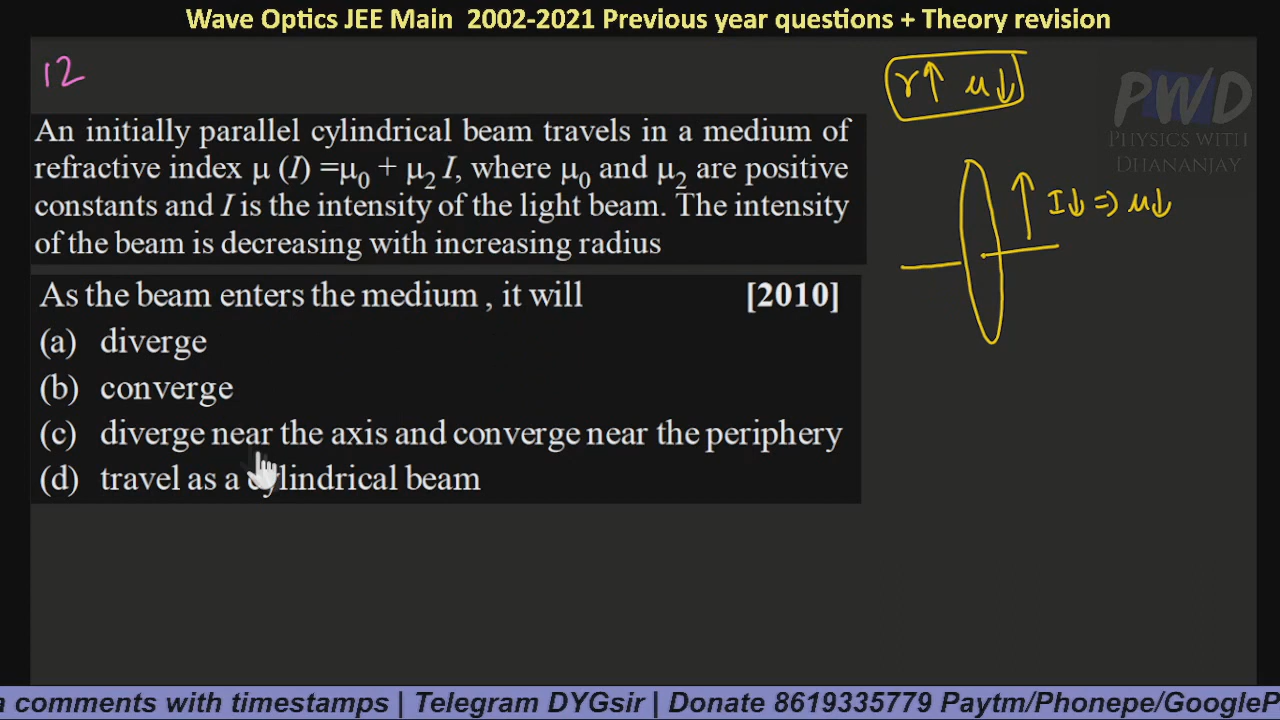 Wave Optics JEE Main 2002-2021 Previous year questions + Theory revision
12
r↑ μ↓
PWD
PHYSICS WITH
DHANANJAY
An initially parallel cylindrical beam travels in a medium of
refractive index μ (I) =μ₀ + μ₂ I, where μ₀ and μ₂ are positive
constants and I is the intensity of the light beam. The intensity
of the beam is decreasing with increasing radius
I↓ ⇒ μ↓
As the beam enters the medium , it will [2010]
(a) diverge
(b) converge
(c) diverge near the axis and converge near the periphery
(d) travel as a cylindrical beam
comments with timestamps | Telegram DYGsir | Donate 8619335779 Paytm/Phonepe/GoogleP